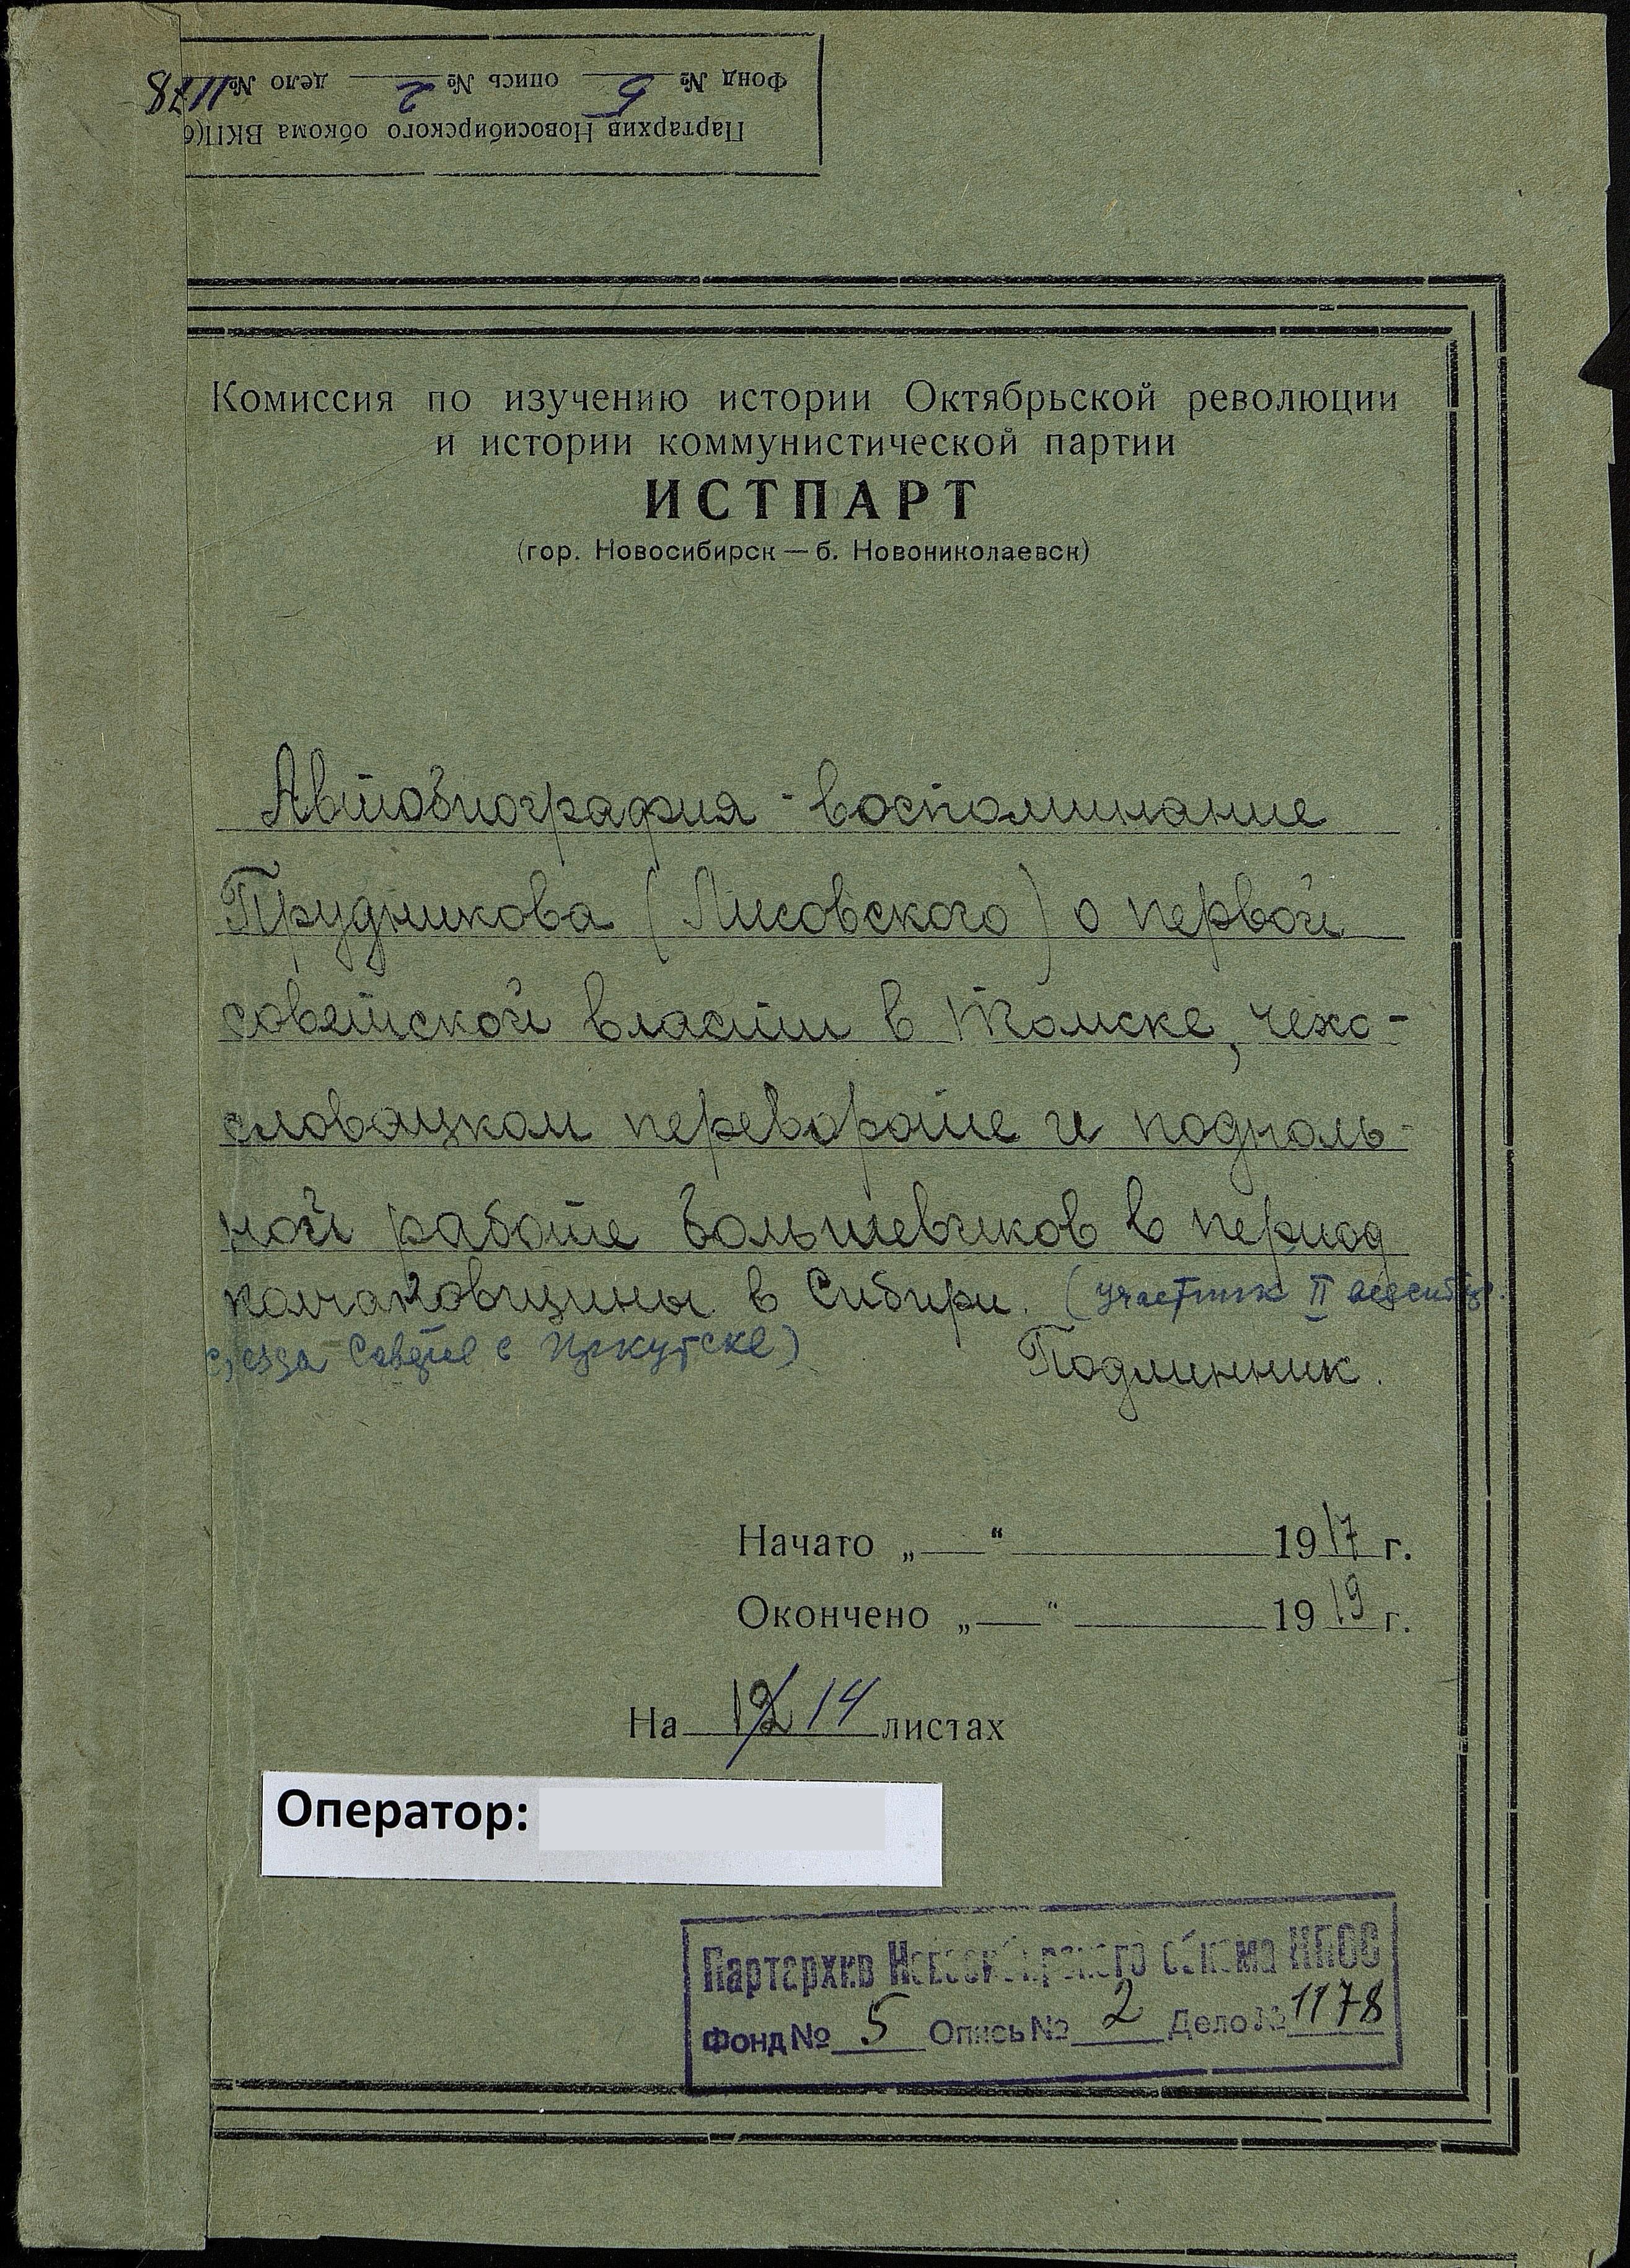 Партархив Новосибирского обкома ВКП(б
Фонд № 5 опись № 2 дело № 1178
Комиссия по изучению истории Октябрьской революции
и истории коммунистической партии
ИСТПАРТ
(гор. Новосибирск — б. Новониколаевск)
Автобиография - воспоминание
Прудникова (Лисовского) о первой
советской власти в Томске, чехо-
словацком перевороте и подполь-
ной работе большевиков в период
колчаковщины в Сибири. (участник II всесибир.
съезда Советов в Иркутске)
Подлинник.
Начато „—“ 1917 г.
Окончено „—“ 1919 г.
На 12 14 листах
Оператор:
Партархив Новосибирского обкома КПСС
Фонд № 5 Опись № 2 Дело № 1178